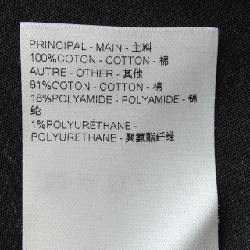 PRINCIPAL - MAIN - 主料
100%COTON - COTTON - 棉
AUTRE - OTHER - 其他
81%COTON - COTTON - 棉
18%POLYAMIDE - POLYAMIDE - 锦
纶
1%POLYURÉTHANE -
POLYURETHANE - 聚氨酯纤维